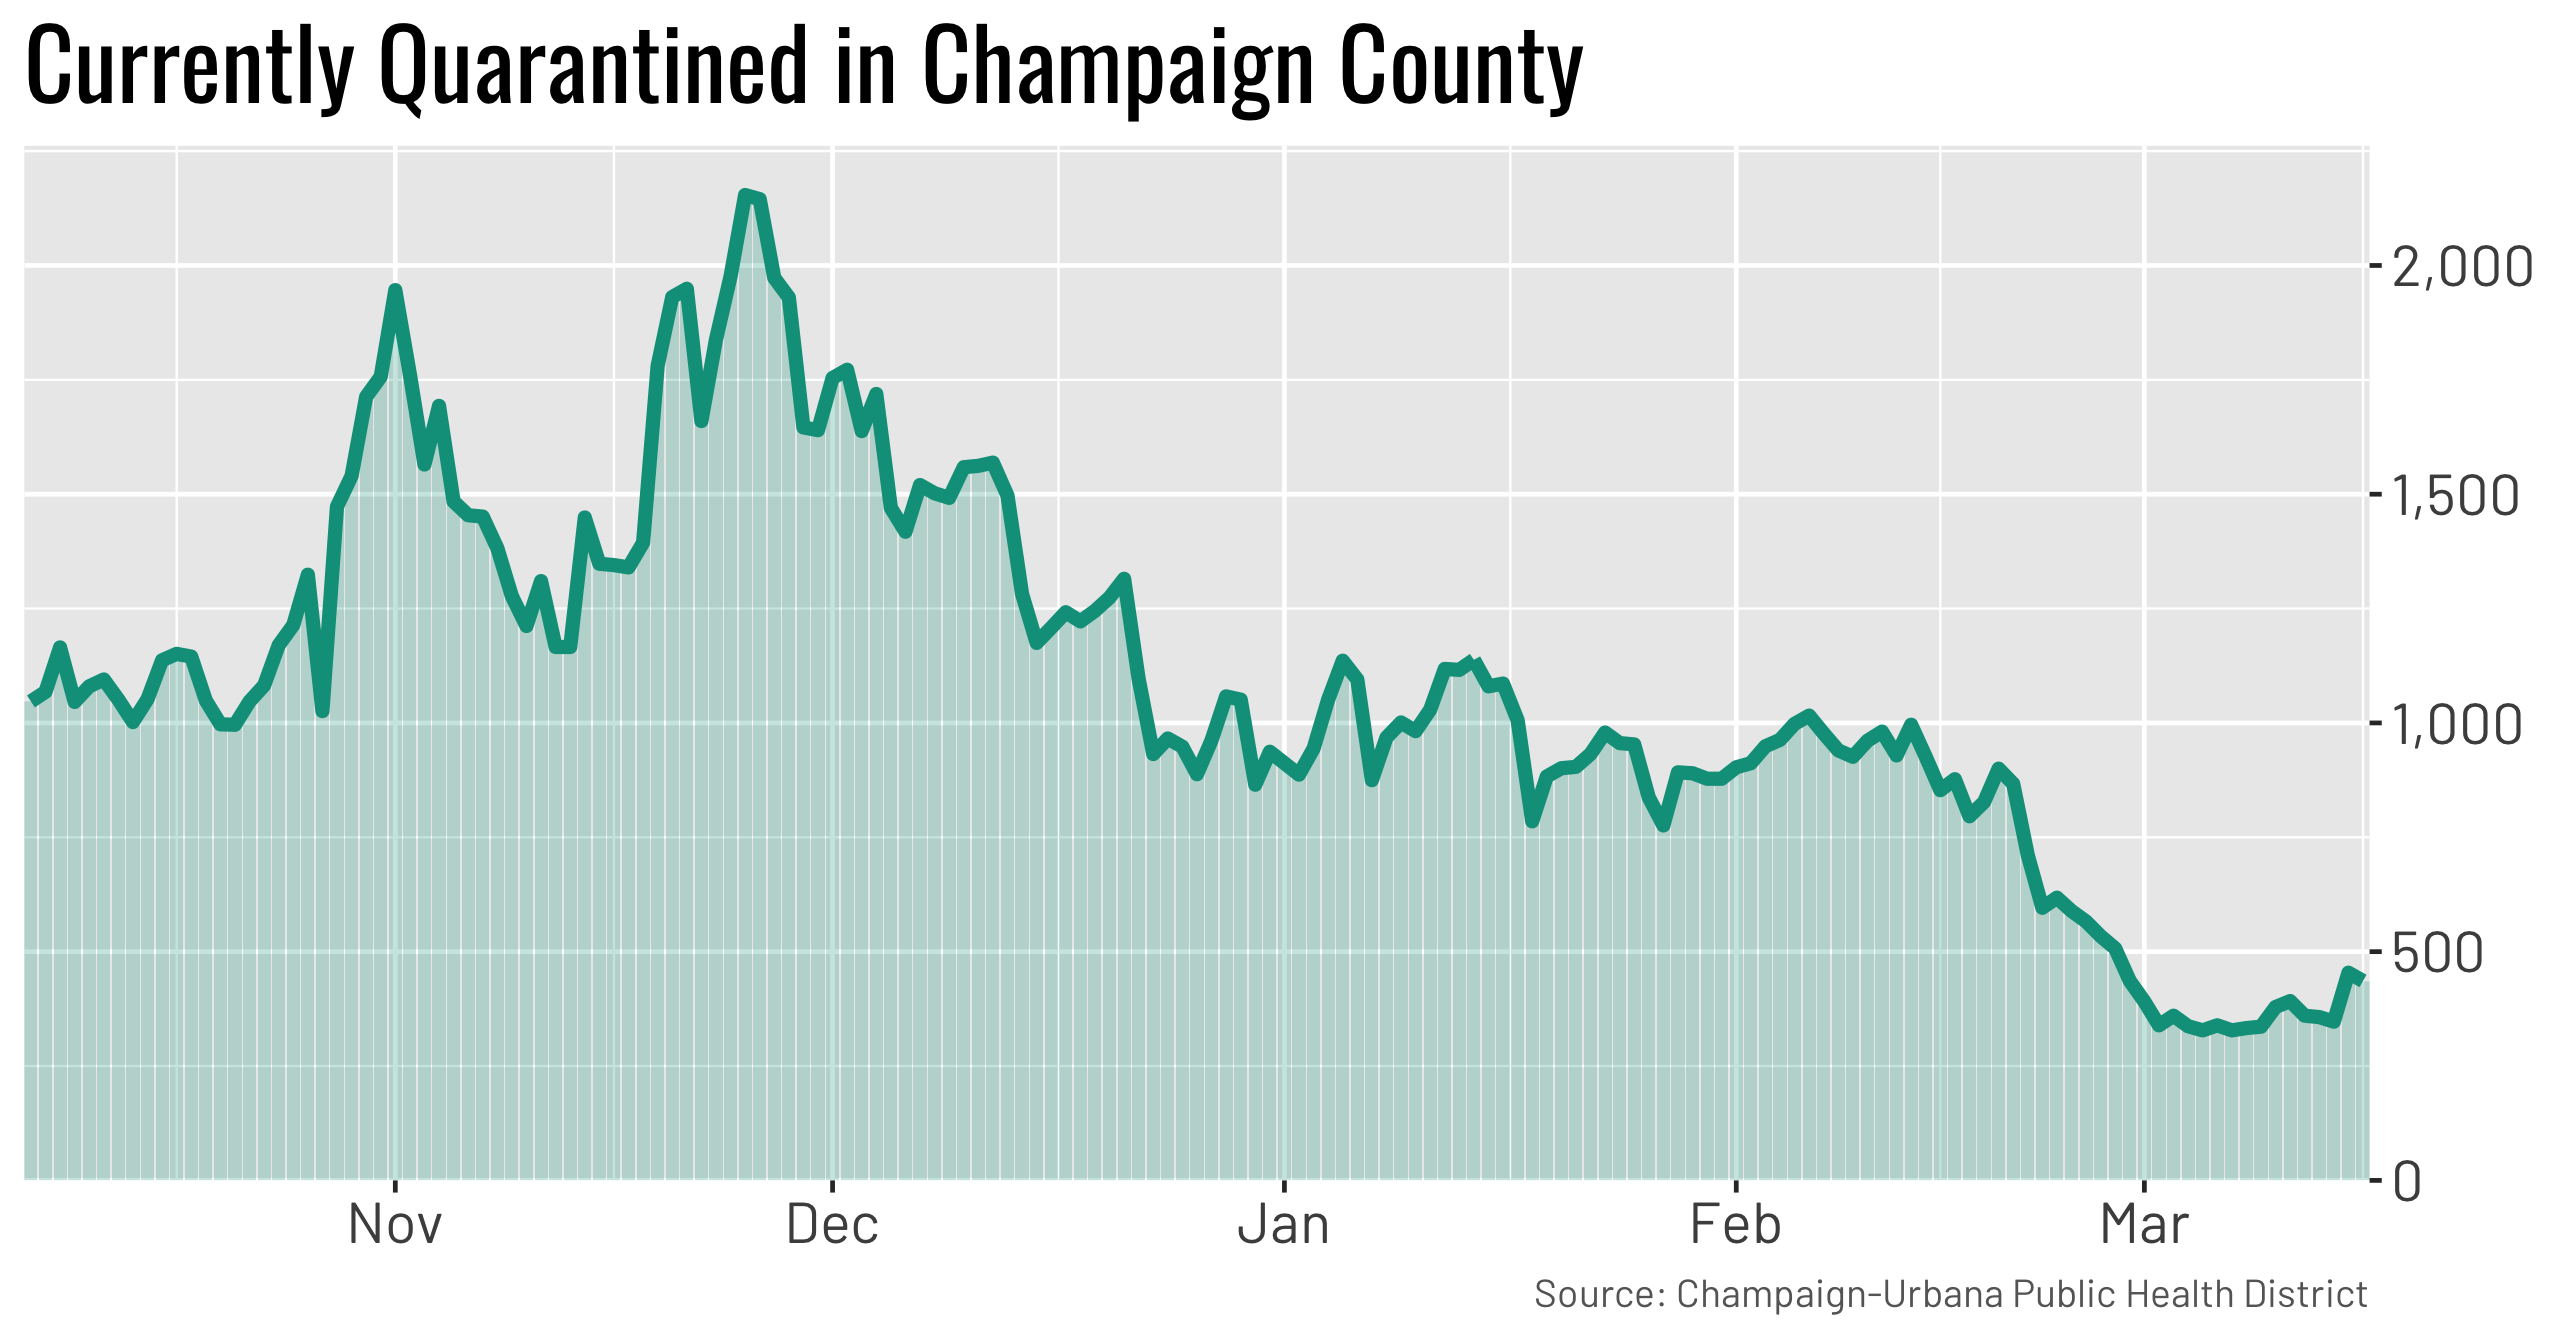 Currently Quarantined in Champaign County
2,000
1,500
1,000
500
0
Nov Dec Jan Feb Mar
Source: Champaign-Urbana Public Health District